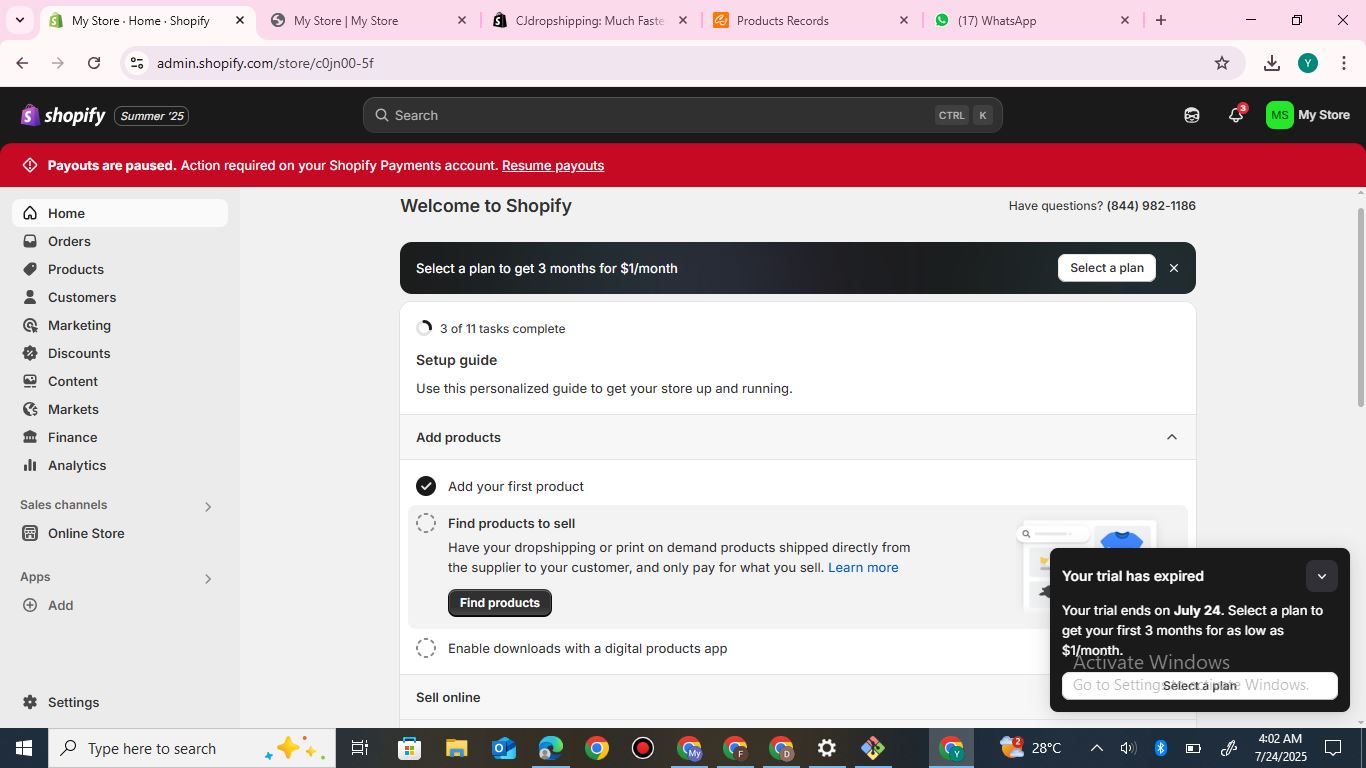 My Store · Home · Shopify
My Store | My Store
CJdropshipping: Much Faste
Products Records
(17) WhatsApp
admin.shopify.com/store/c0jn00-5f
Y
shopify
Summer '25
Search
CTRL K
3
MS
My Store
Payouts are paused. Action required on your Shopify Payments account. Resume payouts
Home
Orders
Products
Customers
Marketing
Discounts
Content
Markets
Finance
Analytics
Sales channels
Online Store
Apps
Add
Settings
Welcome to Shopify
Have questions? (844) 982-1186
Select a plan to get 3 months for $1/month
Select a plan
3 of 11 tasks complete
Setup guide
Use this personalized guide to get your store up and running.
Add products
Add your first product
Find products to sell
Have your dropshipping or print on demand products shipped directly from
the supplier to your customer, and only pay for what you sell. Learn more
Find products
Enable downloads with a digital products app
Sell online
Your trial has expired
Your trial ends on July 24. Select a plan to
get your first 3 months for as low as
$1/month.
Select a plan
Activate Windows
Go to Settings to activate Windows.
Type here to search
My
F
D
Y
2
28°C
4:02 AM
7/24/2025